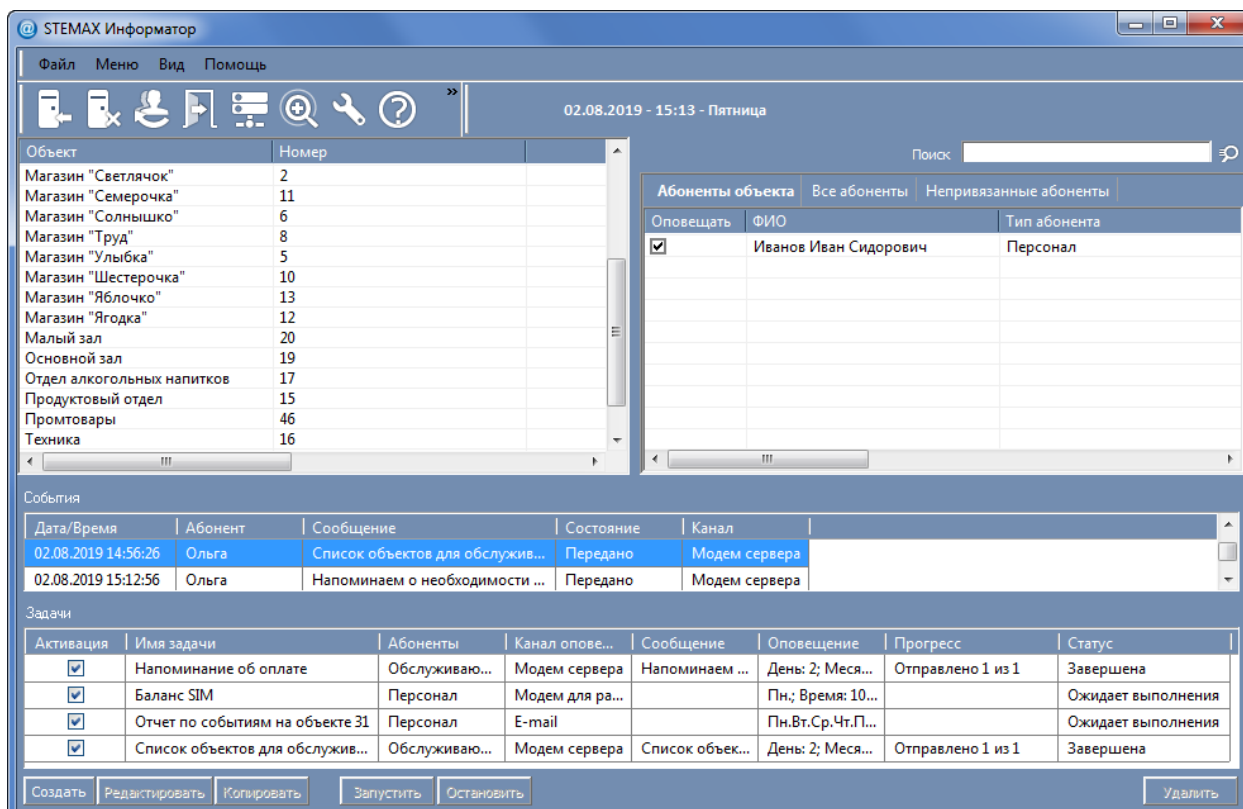 STEMAX Информатор
Файл Меню Вид Помощь
02.08.2019 - 15:13 - Пятница
Объект Номер
Магазин "Светлячок" 2
Магазин "Семерочка" 11
Магазин "Солнышко" 6
Магазин "Труд" 8
Магазин "Улыбка" 5
Магазин "Шестерочка" 10
Магазин "Яблочко" 13
Магазин "Ягодка" 12
Малый зал 20
Основной зал 19
Отдел алкогольных напитков 17
Продуктовый отдел 15
Промтовары 46
Техника 16
Поиск
Абоненты объекта Все абоненты Непривязанные абоненты
Оповещать ФИО Тип абонента
Иванов Иван Сидорович Персонал
События
Дата/Время Абонент Сообщение Состояние Канал
02.08.2019 14:56:26 Ольга Список объектов для обслужив... Передано Модем сервера
02.08.2019 15:12:56 Ольга Напоминаем о необходимости ... Передано Модем сервера
Задачи
Активация Имя задачи Абоненты Канал опове... Сообщение Оповещение Прогресс Статус
Напоминание об оплате Обслуживаю... Модем сервера Напоминаем ... День: 2; Меся... Отправлено 1 из 1 Завершена
Баланс SIM Персонал Модем для ра... Пн.; Время: 10... Ожидает выполнения
Отчет по событиям на объекте 31 Персонал E-mail Пн.Вт.Ср.Чт.П... Ожидает выполнения
Список объектов для обслужив... Обслуживаю... Модем сервера Список объек... День: 2; Меся... Отправлено 1 из 1 Завершена
Создать Редактировать Копировать Запустить Остановить Удалить